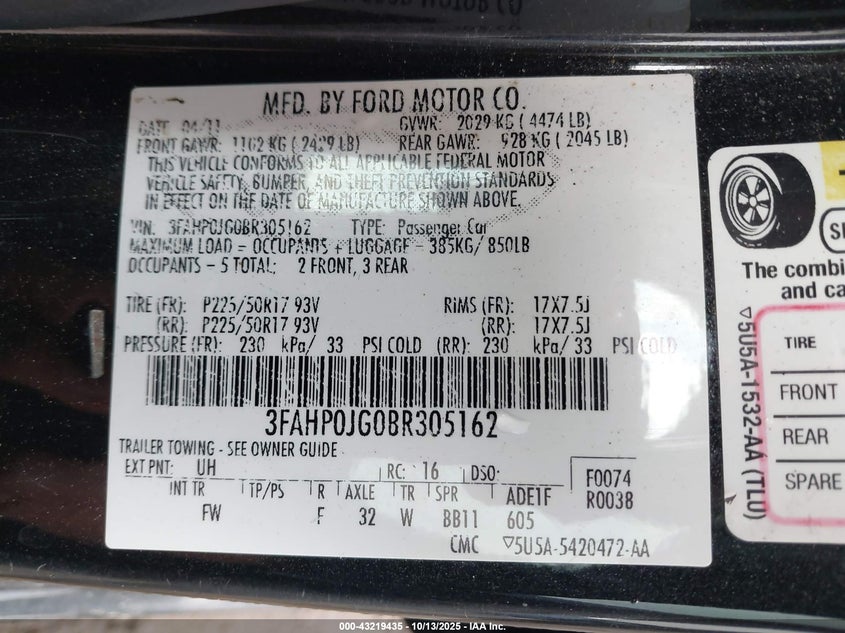 MFD. BY FORD MOTOR CO.
DATE 04/11 GVWR: 2029 KG ( 4474 LB)
FRONT GAWR: 1102 KG ( 2429 LB) REAR GAWR: 928 KG ( 2045 LB)
THIS VEHICLE CONFORMS TO ALL APPLICABLE FEDERAL MOTOR
VEHICLE SAFETY, BUMPER, AND THEFT PREVENTION STANDARDS
IN EFFECT ON THE DATE OF MANUFACTURE SHOWN ABOVE.
VIN: 3FAHP0JG0BR305162 TYPE: Passenger Car
MAXIMUM LOAD = OCCUPANTS + LUGGAGE = 385KG/ 850LB
OCCUPANTS - 5 TOTAL: 2 FRONT, 3 REAR
TIRE (FR): P225/50R17 93V RIMS (FR): 17X7.5J
(RR): P225/50R17 93V (RR): 17X7.5J
PRESSURE (FR): 230 kPa/ 33 PSI COLD (RR): 230 kPa/ 33 PSI COLD
3FAHP0JG0BR305162
TRAILER TOWING - SEE OWNER GUIDE
EXT PNT: UH RC: 16 DSO: F0074
R0038
INT TR TP/PS R AXLE TR SPR ADE1F
FW F 32 W BB11 605
CMC ▽5U5A-5420472-AA
The combi
and ca
▽5U5A-1532-AA (TLU)
TIRE
FRONT
REAR
SPARE
000-43219435 - 10/13/2025 - IAA Inc.